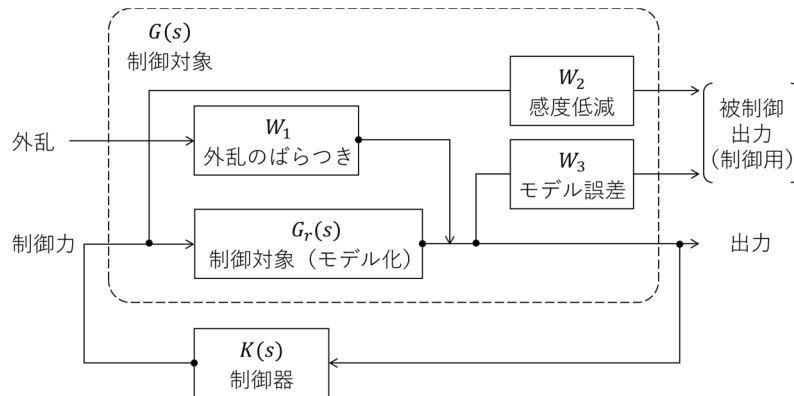 G(s)
制御対象
W₂
感度低減
被制御
出力
(制御用)
外乱
W₁
外乱のばらつき
W₃
モデル誤差
制御力
Gᵣ(s)
制御対象（モデル化）
出力
K(s)
制御器